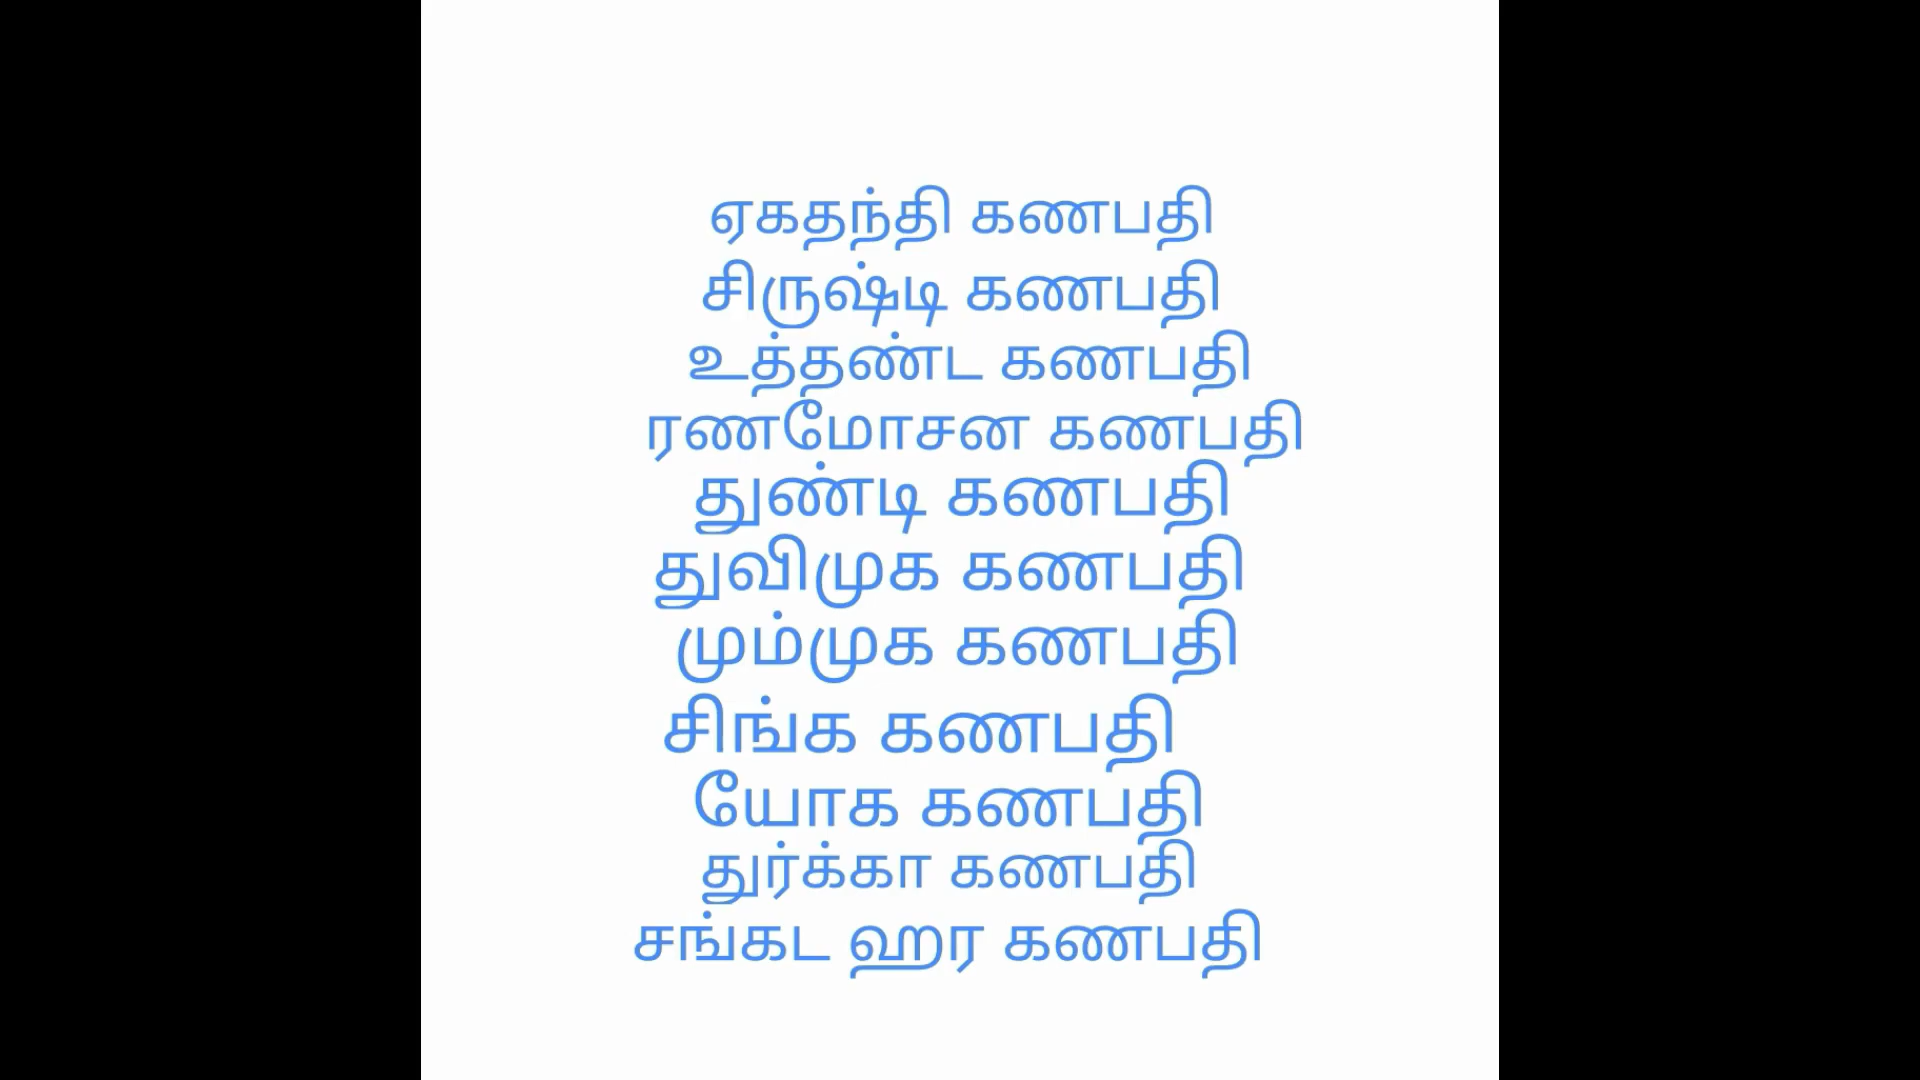 ஏகதந்தி கணபதி
சிருஷ்டி கணபதி
உத்தண்ட கணபதி
ரணமோசன கணபதி
துண்டி கணபதி
துவிமுக கணபதி
மும்முக கணபதி
சிங்க கணபதி
யோக கணபதி
துர்க்கா கணபதி
சங்கட ஹர கணபதி